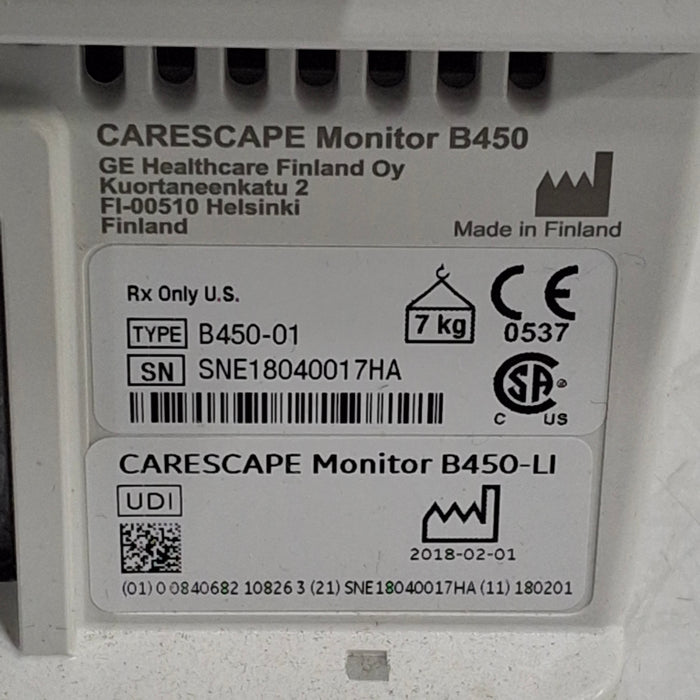 CARESCAPE Monitor B450
GE Healthcare Finland Oy
Kuortaneenkatu 2
FI-00510 Helsinki
Finland
Made in Finland
Rx Only U.S.
7 kg
CE
0537
TYPE B450-01
SN SNE18040017HA
SA
C US
CARESCAPE Monitor B450-LI
UDI
2018-02-01
(01) 0 0840682 10826 3 (21) SNE18040017HA (11) 180201